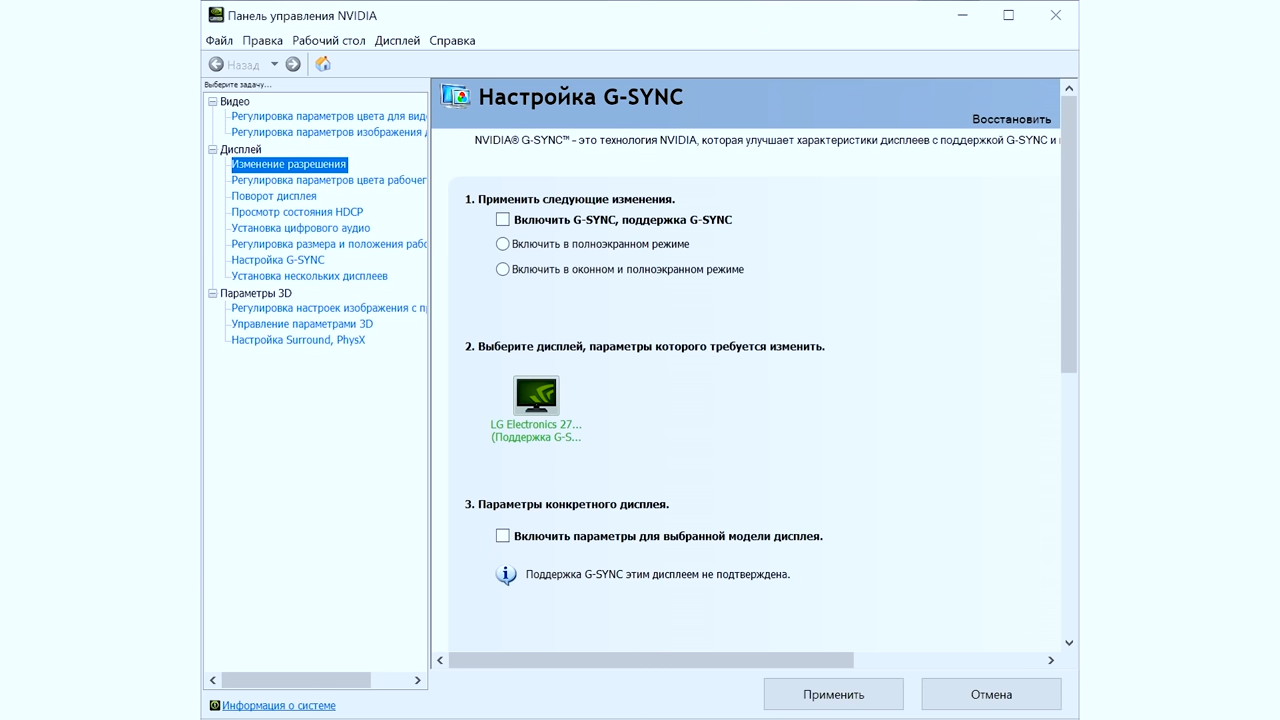 Панель управления NVIDIA
Файл Правка Рабочий стол Дисплей Справка
Назад
Выберите задачу...
Видео
Регулировка параметров цвета для вид
Регулировка параметров изображения д
Дисплей
Изменение разрешения
Регулировка параметров цвета рабочег
Поворот дисплея
Просмотр состояния HDCP
Установка цифрового аудио
Регулировка размера и положения рабо
Настройка G-SYNC
Установка нескольких дисплеев
Параметры 3D
Регулировка настроек изображения с п
Управление параметрами 3D
Настройка Surround, PhysX
Информация о системе
Настройка G-SYNC
Восстановить
NVIDIA® G-SYNC™ – это технология NVIDIA, которая улучшает характеристики дисплеев с поддержкой G-SYNC и
1. Применить следующие изменения.
Включить G-SYNC, поддержка G-SYNC
Включить в полноэкранном режиме
Включить в оконном и полноэкранном режиме
2. Выберите дисплей, параметры которого требуется изменить.
LG Electronics 27...
(Поддержка G-S...
3. Параметры конкретного дисплея.
Включить параметры для выбранной модели дисплея.
Поддержка G-SYNC этим дисплеем не подтверждена.
Применить
Отмена